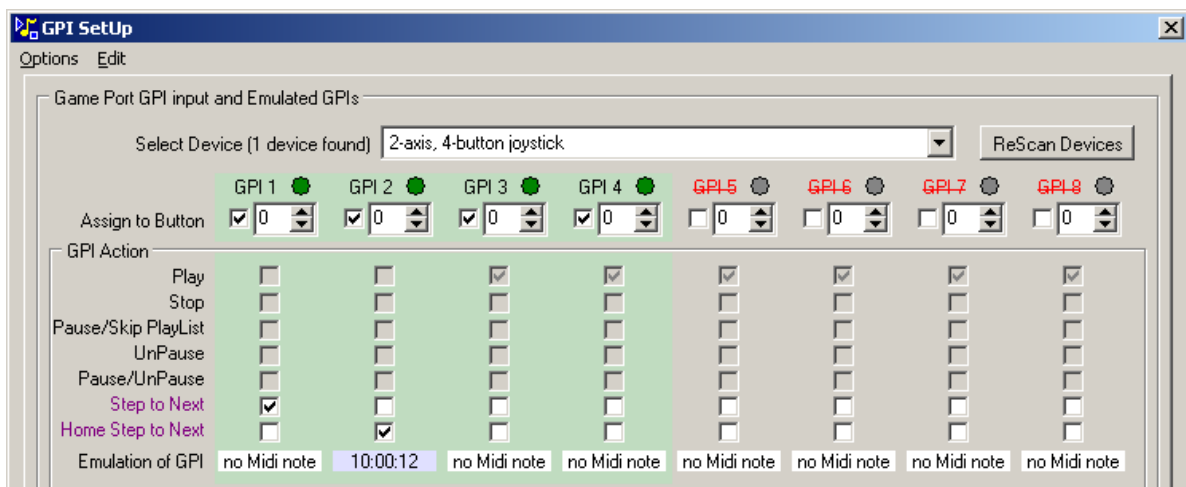 GPI SetUp
Options Edit
Game Port GPI input and Emulated GPIs
Select Device (1 device found) 2-axis, 4-button joystick ReScan Devices
GPI 1 GPI 2 GPI 3 GPI 4 GPI 5 GPI 6 GPI 7 GPI 8
Assign to Button 0 0 0 0 0 0 0 0
GPI Action
Play
Stop
Pause/Skip PlayList
UnPause
Pause/UnPause
Step to Next
Home Step to Next
Emulation of GPI no Midi note 10:00:12 no Midi note no Midi note no Midi note no Midi note no Midi note no Midi note